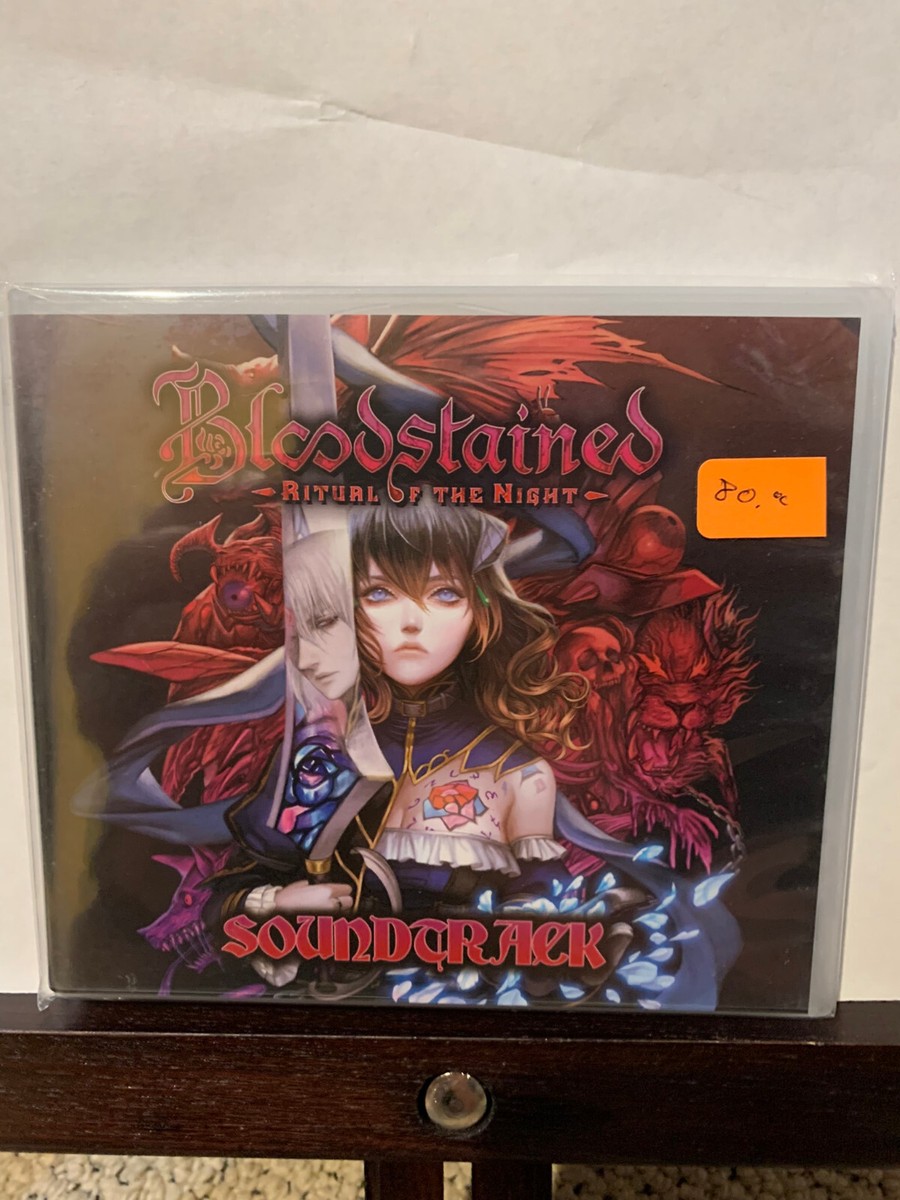 Bloodstained
RITUAL OF THE NIGHT
80.
SOUNDTRACK